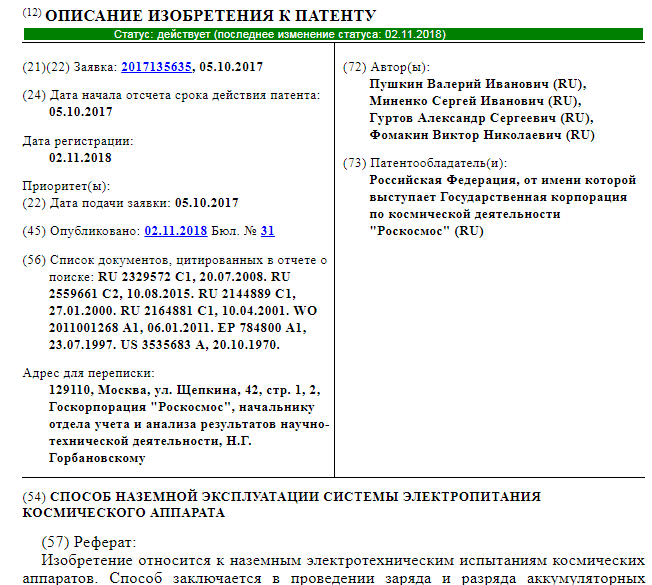 (12) ОПИСАНИЕ ИЗОБРЕТЕНИЯ К ПАТЕНТУ
Статус: действует (последнее изменение статуса: 02.11.2018)
(21)(22) Заявка: 2017135635, 05.10.2017
(24) Дата начала отсчета срока действия патента:
05.10.2017
Дата регистрации:
02.11.2018
Приоритет(ы):
(22) Дата подачи заявки: 05.10.2017
(45) Опубликовано: 02.11.2018 Бюл. № 31
(56) Список документов, цитированных в отчете о
поиске: RU 2329572 C1, 20.07.2008. RU
2559661 C2, 10.08.2015. RU 2144889 C1,
27.01.2000. RU 2164881 C1, 10.04.2001. WO
2011001268 A1, 06.01.2011. EP 784800 A1,
23.07.1997. US 3535683 A, 20.10.1970.
Адрес для переписки:
129110, Москва, ул. Щепкина, 42, стр. 1, 2,
Госкорпорация "Роскосмос", начальнику
отдела учета и анализа результатов научно-
технической деятельности, Н.Г.
Горбановскому
(72) Автор(ы):
Пушкин Валерий Иванович (RU),
Миненко Сергей Иванович (RU),
Гуртов Александр Сергеевич (RU),
Фомакин Виктор Николаевич (RU)
(73) Патентообладатель(и):
Российская Федерация, от имени которой
выступает Государственная корпорация
по космической деятельности
"Роскосмос" (RU)
(54) СПОСОБ НАЗЕМНОЙ ЭКСПЛУАТАЦИИ СИСТЕМЫ ЭЛЕКТРОПИТАНИЯ
КОСМИЧЕСКОГО АППАРАТА
(57) Реферат:
Изобретение относится к наземным электротехническим испытаниям космических
аппаратов. Способ заключается в проведении заряда и разряда аккумуляторных